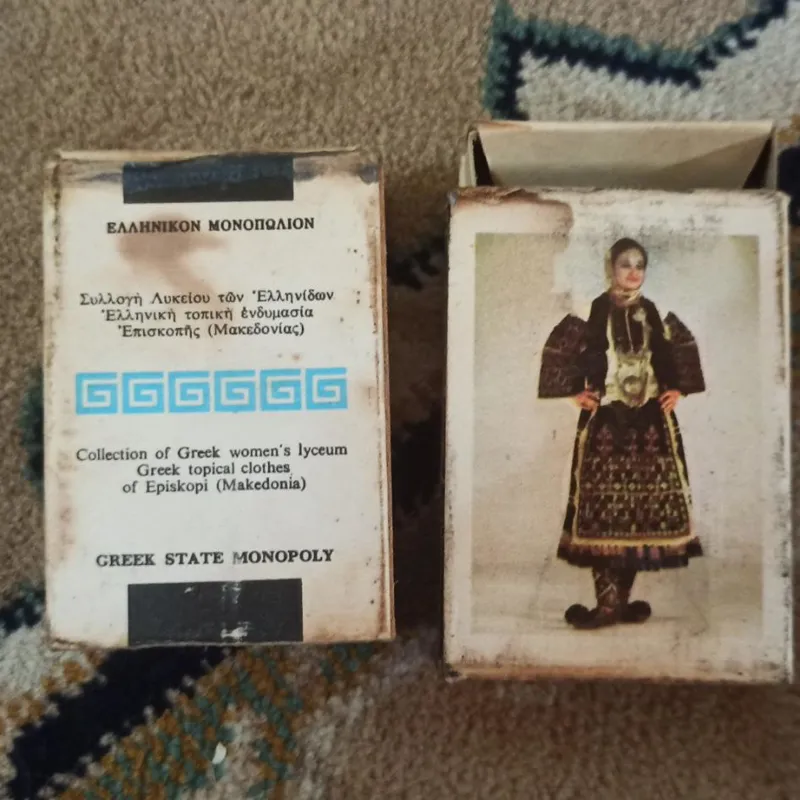 ΕΛΛΗΝΙΚΟΝ ΜΟΝΟΠΩΛΙΟΝ
Συλλογὴ Λυκείου τῶν Ἑλληνίδων
Ἑλληνικὴ τοπικὴ ἐνδυμασία
Ἐπισκοπῆς (Μακεδονίας)
Collection of Greek women's lyceum
Greek topical clothes
of Episkopi (Makedonia)
GREEK STATE MONOPOLY